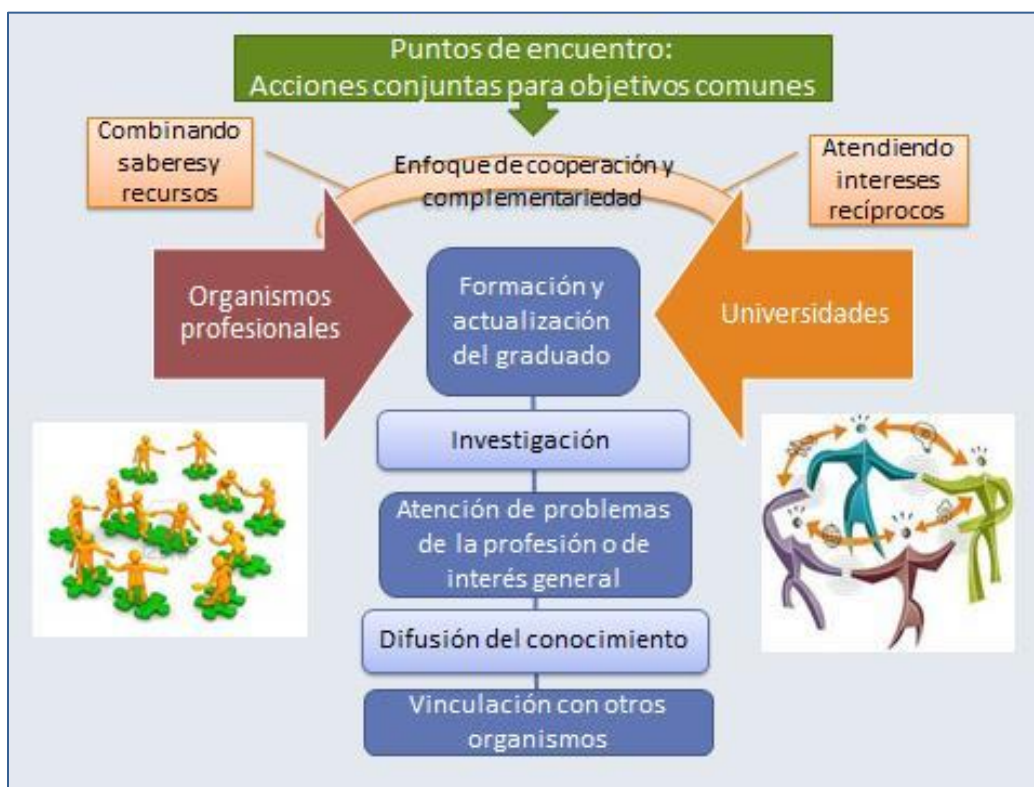 Puntos de encuentro:
Acciones conjuntas para objetivos comunes
Combinando
saberesy
recursos
Enfoque de cooperación y
complementariedad
Atendiendo
intereses
recíprocos
Organismos
profesionales
Formación y
actualización
del graduado
Universidades
Investigación
Atención de problemas
de la profesión o de
interés general
Difusión del conocimiento
Vinculación con otros
organismos